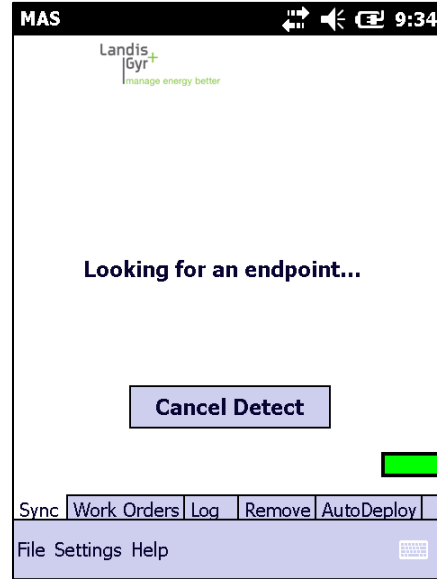 MAS 9:34
Landis
Gyr+
manage energy better
Looking for an endpoint...
Cancel Detect
Sync Work Orders Log Remove AutoDeploy
File Settings Help